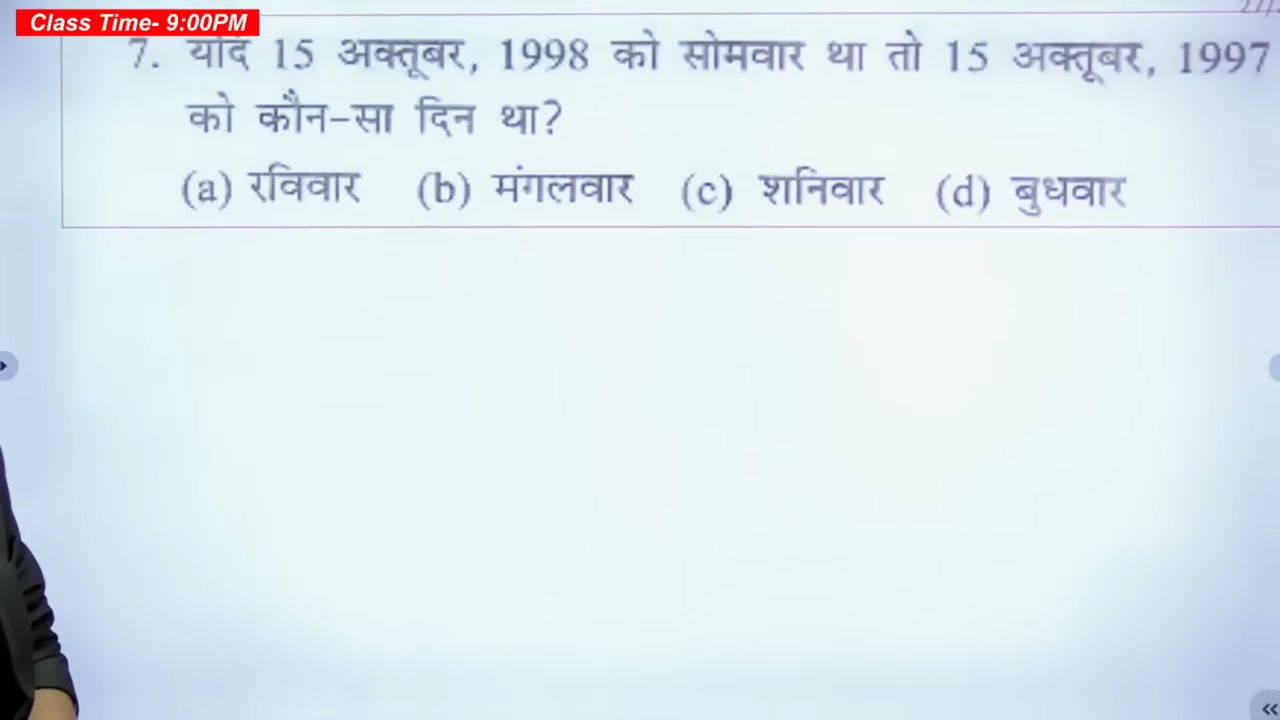 Class Time- 9:00PM
7. यदि 15 अक्तूबर, 1998 को सोमवार था तो 15 अक्तूबर, 1997
को कौन-सा दिन था?
(a) रविवार (b) मंगलवार (c) शनिवार (d) बुधवार